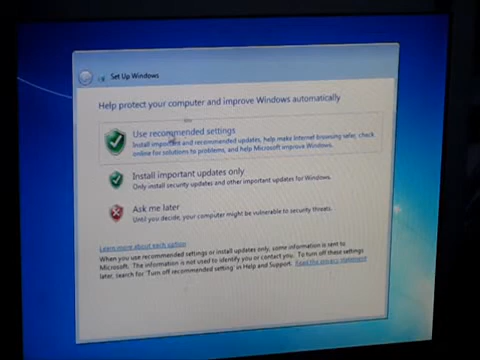 Set Up Windows
Help protect your computer and improve Windows automatically
Use recommended settings
Install important and recommended updates, help make Internet browsing safer, check
online for solutions to problems, and help Microsoft improve Windows.
Install important updates only
Only install security updates and other important updates for Windows.
Ask me later
Until you decide, your computer might be vulnerable to security threats.
Learn more about each option
When you use recommended settings or install updates only, some information is sent to
Microsoft. The information is not used to identify you or contact you. To turn off these settings
later, search for "Turn off recommended setting" in Help and Support. Read the privacy statement